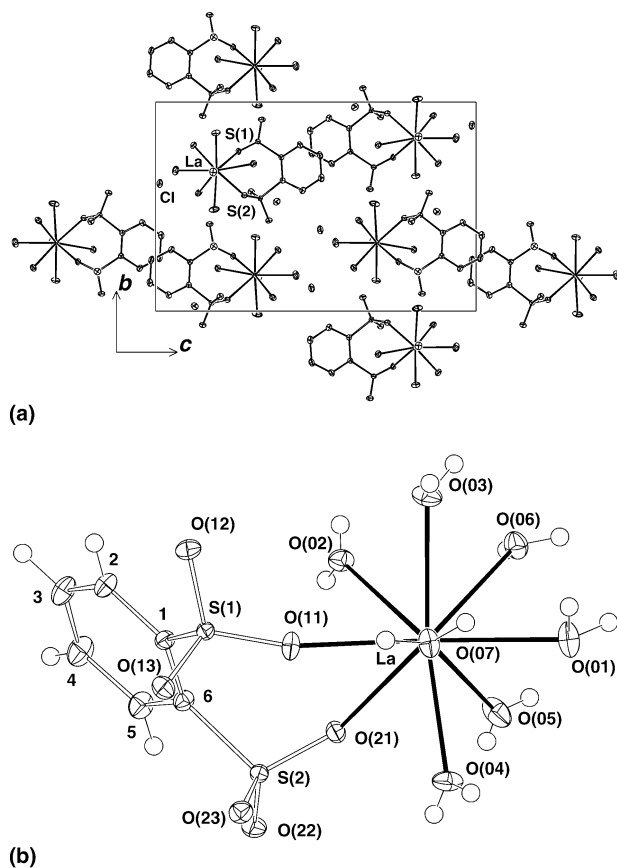 S(1)
La
Cl
S(2)
b
c
(a)
O(03)
O(12)
O(06)
O(02)
2
3
1
S(1)
O(11)
La
O(07)
O(01)
4
O(13)
6
5
O(05)
O(21)
S(2)
O(04)
O(23)
O(22)
(b)